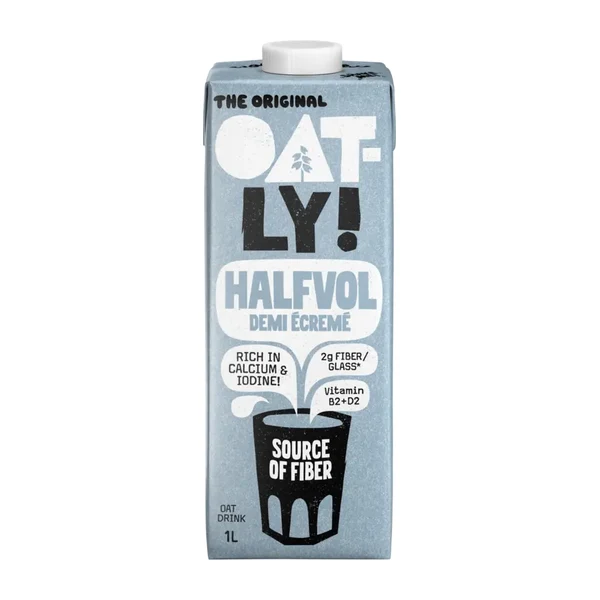 THE ORIGINAL
OAT-
LY!
HALFVOL
DEMI ÉCREMÉ
RICH IN
CALCIUM &
IODINE!
2g FIBER/
GLASS*
Vitamin
B2+D2
SOURCE
OF FIBER
OAT
DRINK
1L